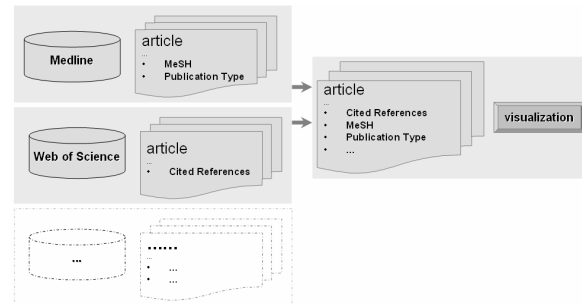 Medline
article
...
• MeSH
• Publication Type
Web of Science
article
...
• Cited References
...
......
...
• ...
• ...
article
...
• Cited References
• MeSH
• Publication Type
• ...
visualization